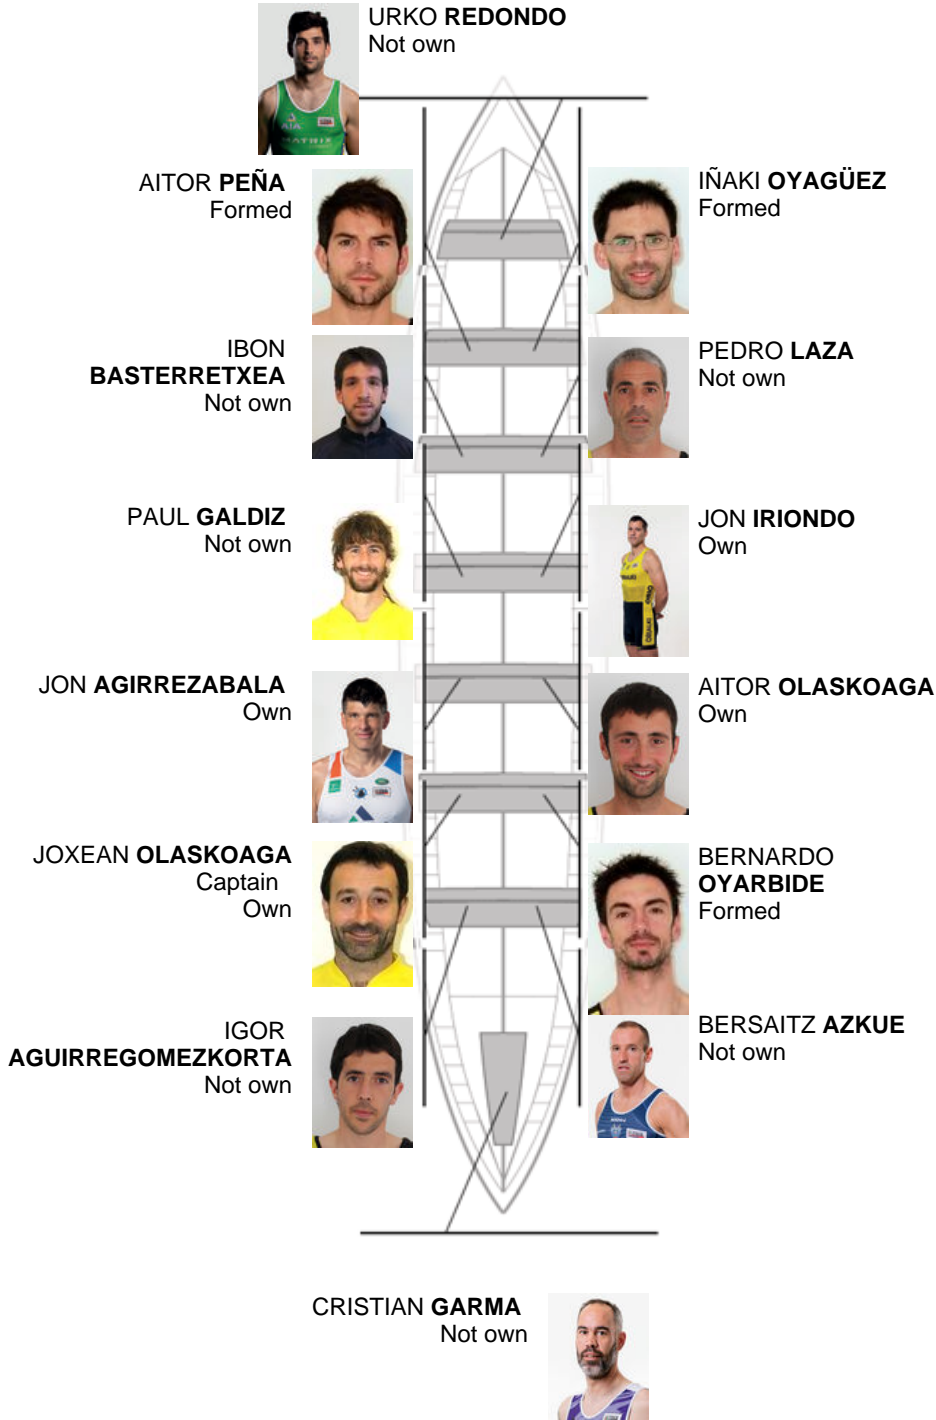 URKO REDONDO
Not own
AITOR PEÑA
Formed
IÑAKI OYAGÜEZ
Formed
IBON
BASTERRETXEA
Not own
PEDRO LAZA
Not own
PAUL GALDIZ
Not own
JON IRIONDO
Own
JON AGIRREZABALA
Own
AITOR OLASKOAGA
Own
JOXEAN OLASKOAGA
Captain
Own
BERNARDO
OYARBIDE
Formed
IGOR
AGUIRREGOMEZKORTA
Not own
BERSAITZ AZKUE
Not own
CRISTIAN GARMA
Not own